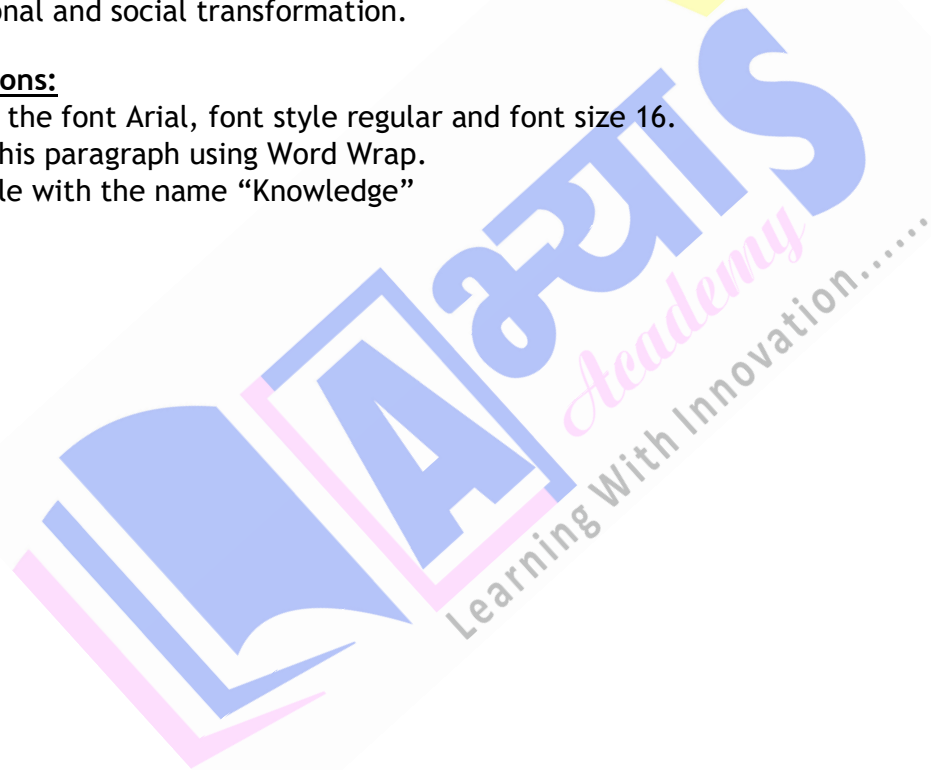 onal and social transformation.
ons:
the font Arial, font style regular and font size 16.
his paragraph using Word Wrap.
le with the name “Knowledge”
Aभ्याS
Academy
Learning With Innovation......